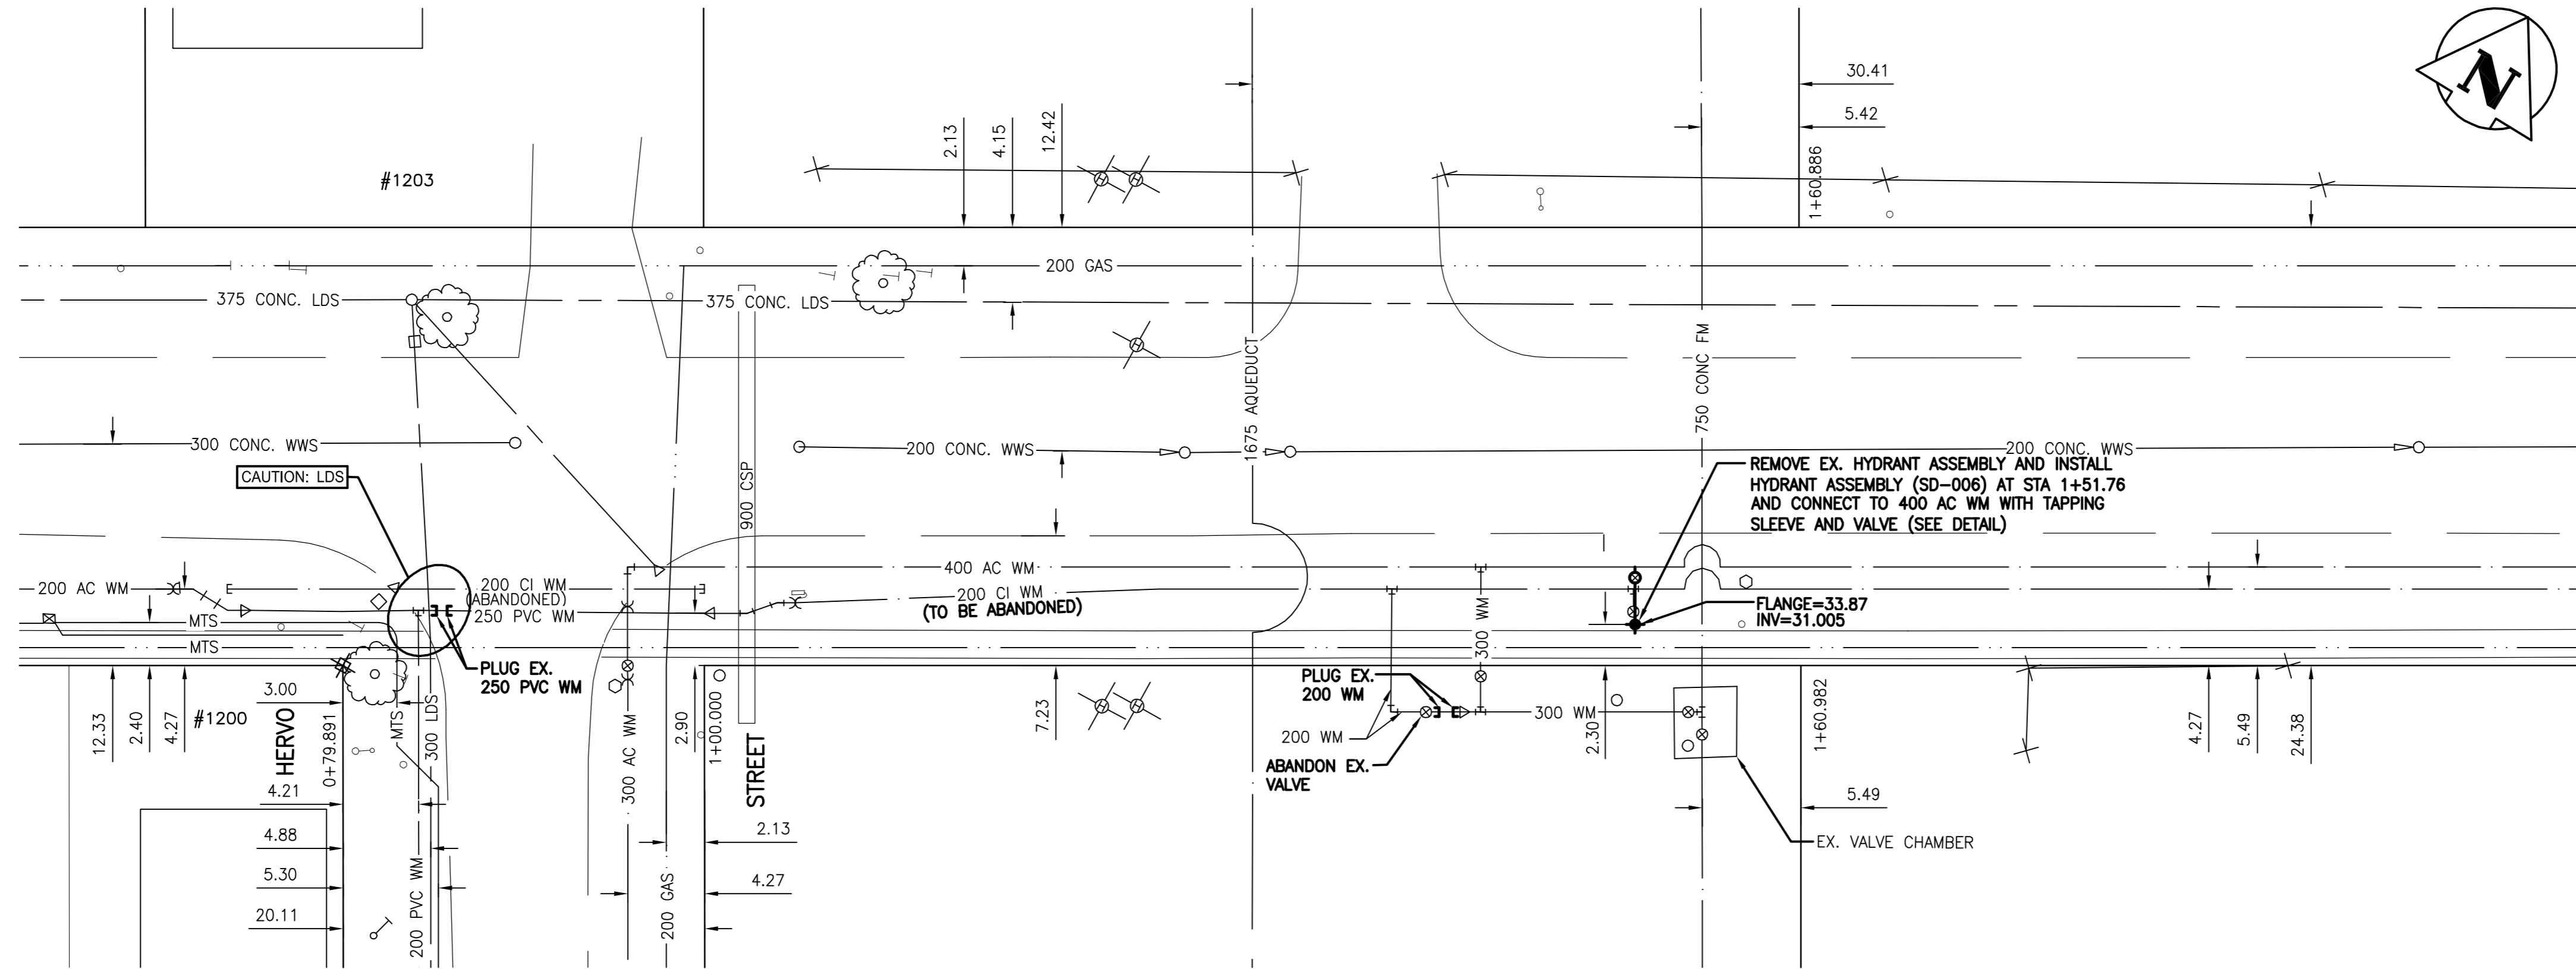 N
30.41
5.42
2.13
4.15
12.42
1+60.886
#1203
200 GAS
375 CONC. LDS
375 CONC. LDS
1675 AQUEDUCT
750 CONC FM
300 CONC. WWS
200 CONC. WWS
200 CONC. WWS
CAUTION: LDS
900 CSP
REMOVE EX. HYDRANT ASSEMBLY AND INSTALL
HYDRANT ASSEMBLY (SD-006) AT STA 1+51.76
AND CONNECT TO 400 AC WM WITH TAPPING
SLEEVE AND VALVE (SEE DETAIL)
400 AC WM
200 AC WM
200 CI WM
(ABANDONED)
250 PVC WM
200 CI WM
(TO BE ABANDONED)
FLANGE=33.87
INV=31.005
MTS
MTS
300 WM
PLUG EX.
250 PVC WM
PLUG EX.
200 WM
3.00
12.33
2.40
4.27
#1200
HERVO
0+79.891
MTS
300 LDS
300 AC WM
2.90
1+00.000
STREET
7.23
200 WM
300 WM
2.30
1+60.982
4.27
5.49
24.38
ABANDON EX.
VALVE
4.21
5.49
4.88
2.13
EX. VALVE CHAMBER
5.30
4.27
20.11
200 PVC WM
200 GAS